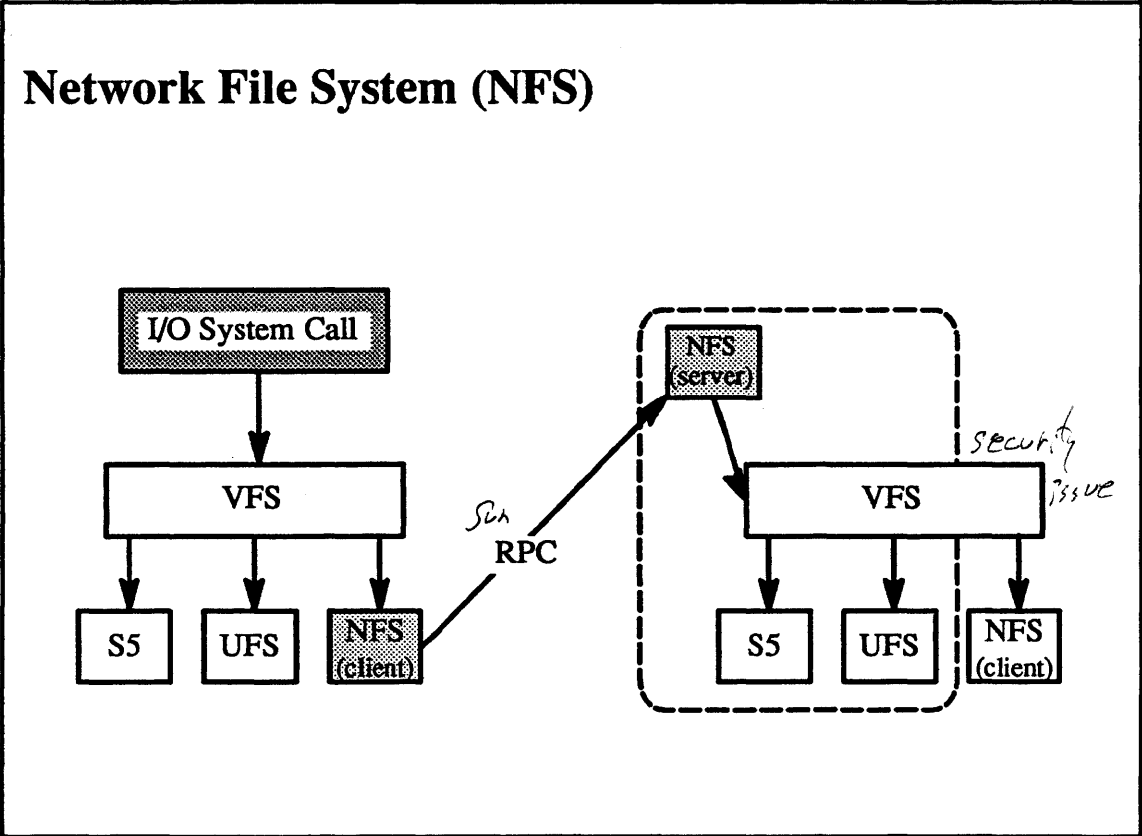 Network File System (NFS)
I/O System Call
VFS
S5
UFS
NFS
(client)
Sun
RPC
NFS
(server)
security
issue
VFS
S5
UFS
NFS
(client)